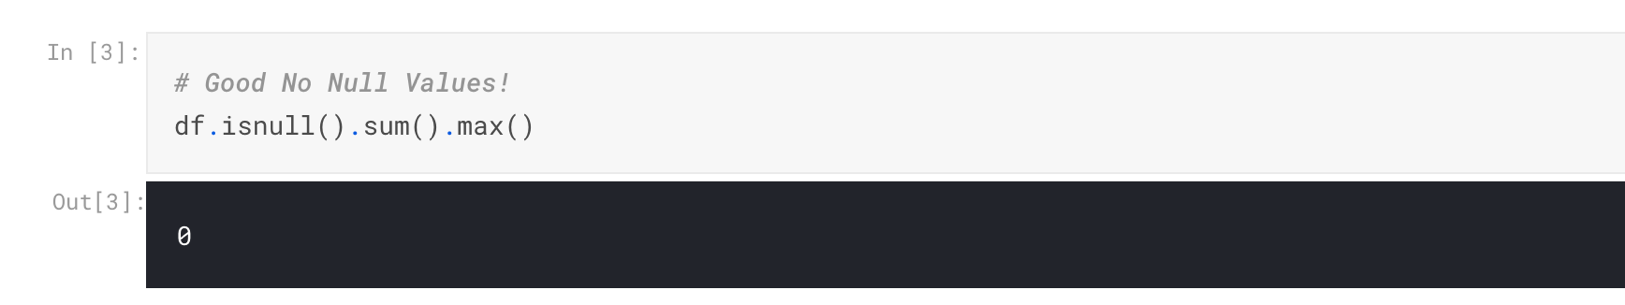 In [3]:
# Good No Null Values!
df.isnull().sum().max()
Out[3]:
0